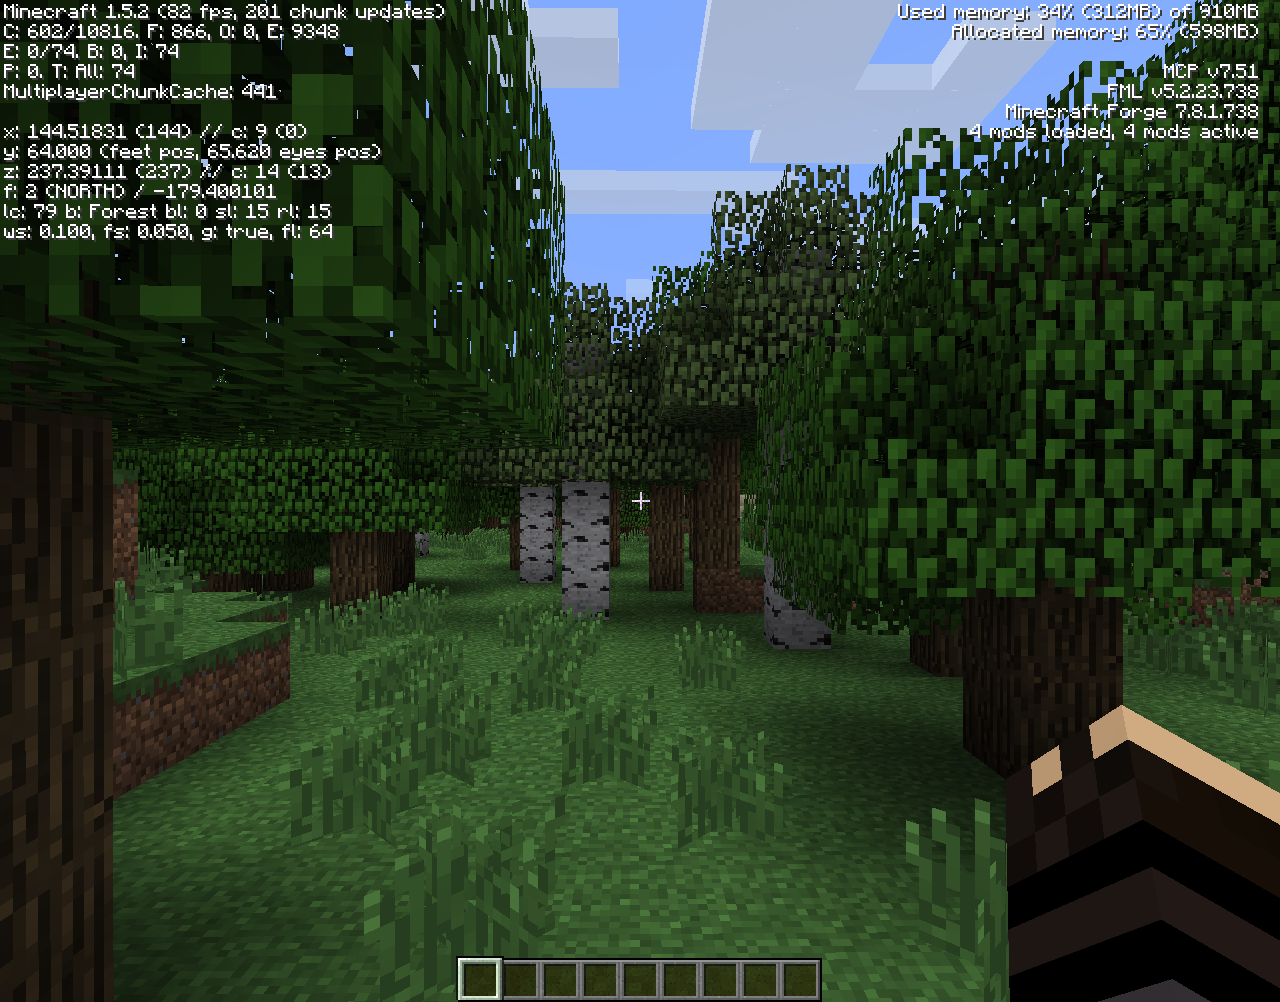 Minecraft 1.5.2 (82 fps, 201 chunk updates)
C: 602/10816. F: 866, O: 0, E: 9348
E: 0/74. B: 0, I: 74
P: 0. T: All: 74
MultiplayerChunkCache: 441
x: 144.51831 (144) // c: 9 (0)
y: 64.000 (feet pos, 65.620 eyes pos)
z: 237.39111 (237) // c: 14 (13)
f: 2 (NORTH) / -179.400101
lc: 79 b: Forest bl: 0 sl: 15 rl: 15
ws: 0.100, fs: 0.050, g: true, fl: 64
Used memory: 34% (312MB) of 910MB
Allocated memory: 65% (598MB)
MCP v7.51
FML v5.2.23.738
Minecraft Forge 7.8.1.738
4 mods loaded, 4 mods active